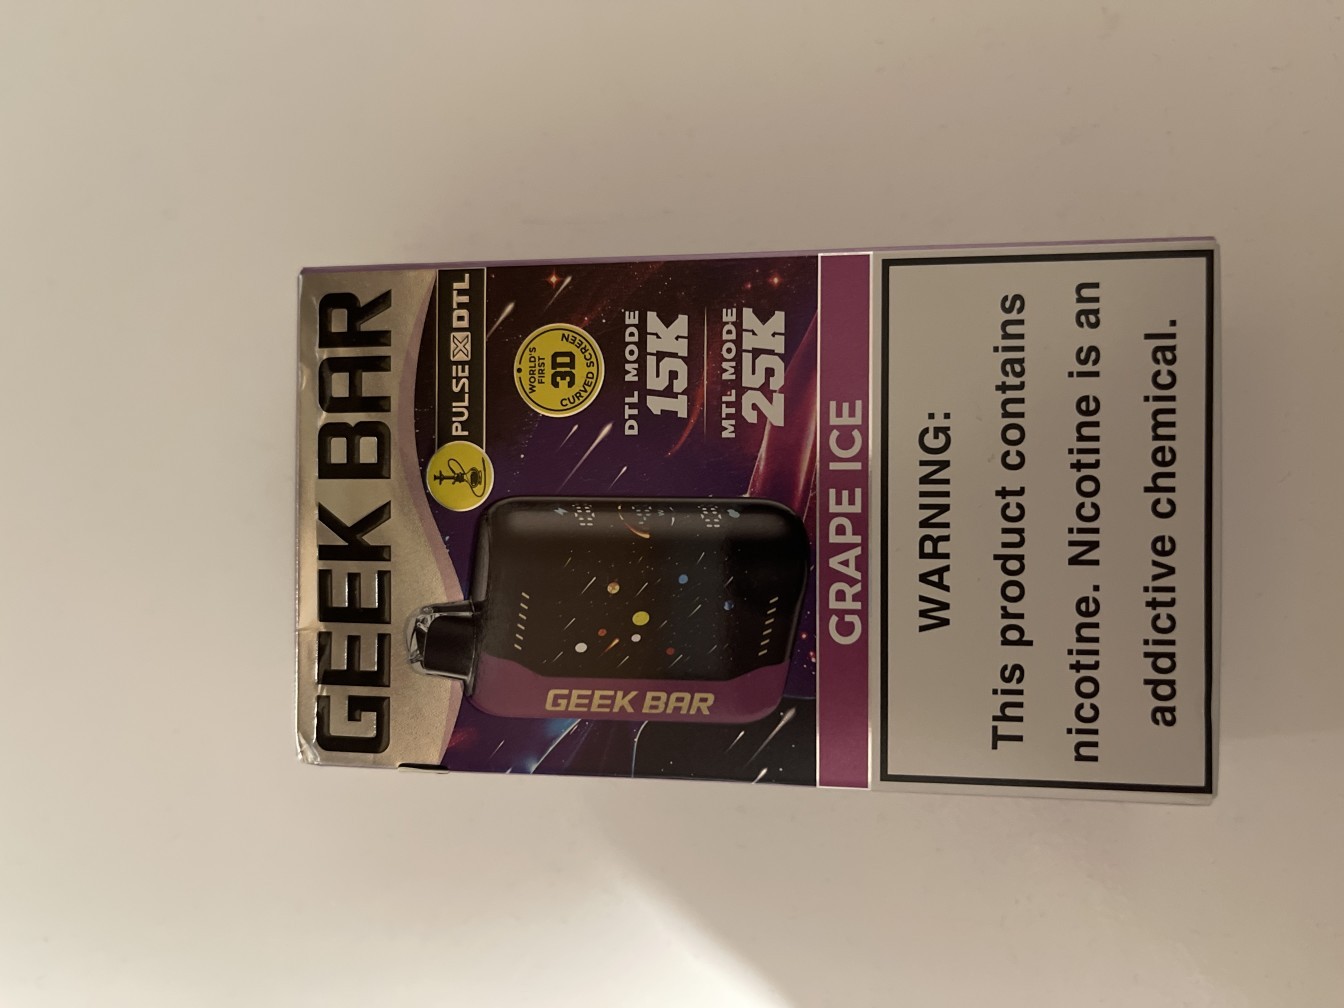 GEEK BAR
PULSE X DTL
WORLD'S
FIRST
3D
CURVED SCREEN
DTL MODE
15K
MTL MODE
25K
GEEK BAR
GRAPE ICE
WARNING:
This product contains
nicotine. Nicotine is an
addictive chemical.